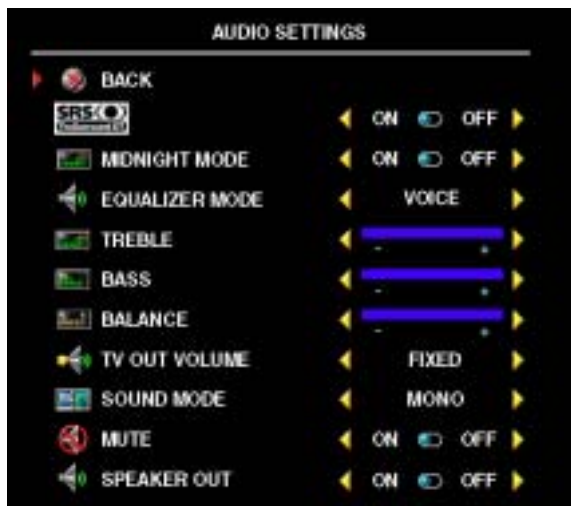 AUDIO SETTINGS
BACK
SRS ON OFF
MIDNIGHT MODE ON OFF
EQUALIZER MODE VOICE
TREBLE - +
BASS - +
BALANCE - +
TV OUT VOLUME FIXED
SOUND MODE MONO
MUTE ON OFF
SPEAKER OUT ON OFF